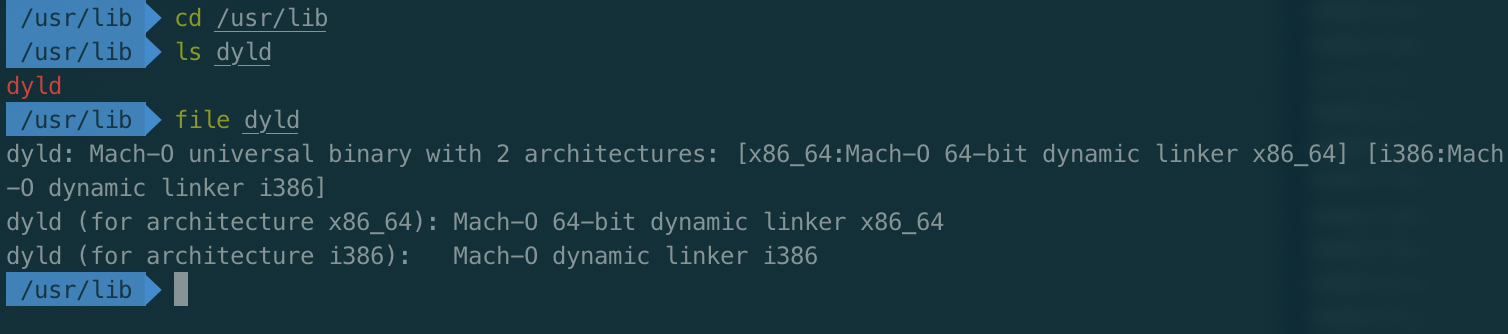 /usr/lib cd /usr/lib
/usr/lib ls dyld
dyld
/usr/lib file dyld
dyld: Mach-O universal binary with 2 architectures: [x86_64:Mach-O 64-bit dynamic linker x86_64] [i386:Mach
-O dynamic linker i386]
dyld (for architecture x86_64): Mach-O 64-bit dynamic linker x86_64
dyld (for architecture i386):   Mach-O dynamic linker i386
/usr/lib